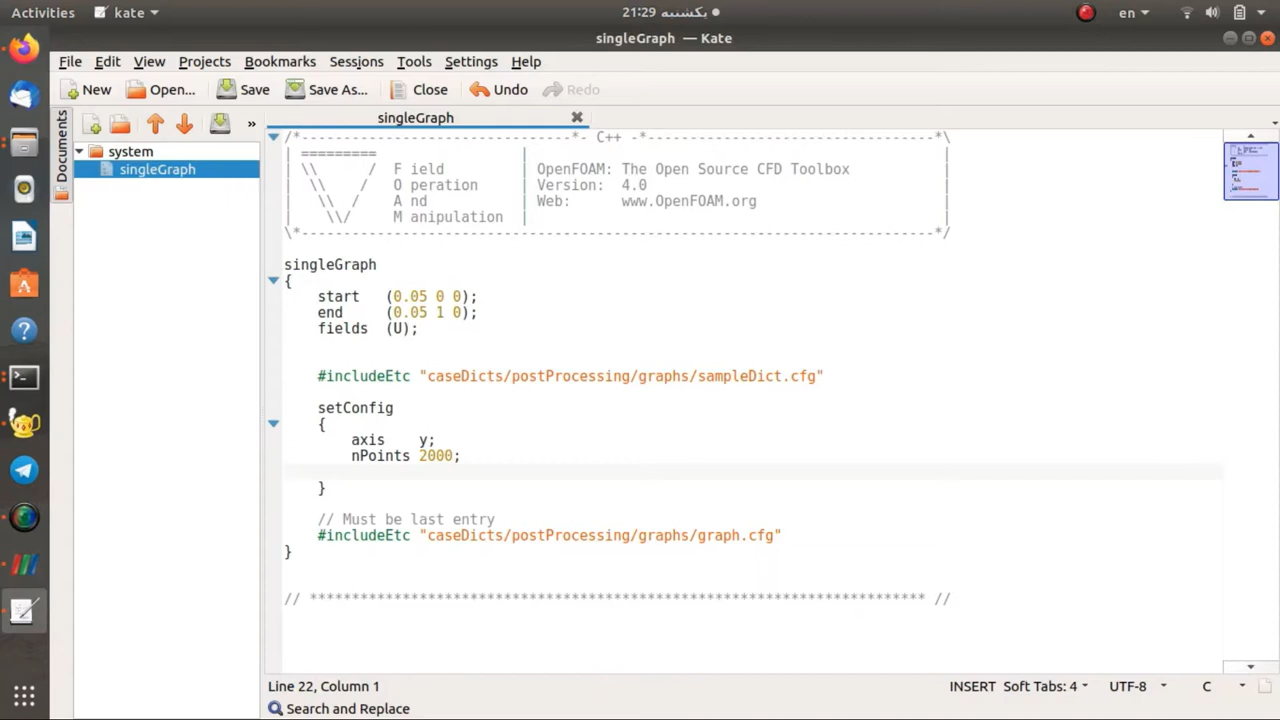 Activities kate 21:29 یکشنبه en
singleGraph — Kate
File Edit View Projects Bookmarks Sessions Tools Settings Help
New Open... Save Save As... Close Undo Redo
Documents » singleGraph
system
singleGraph
/*--------------------------------*- C++ -*----------------------------------*\
| =========                 |                                                 |
| \\      /  F ield         | OpenFOAM: The Open Source CFD Toolbox           |
|  \\    /   O peration     | Version:  4.0                                   |
|   \\  /    A nd           | Web:      www.OpenFOAM.org                      |
|    \\/     M anipulation  |                                                 |
\*---------------------------------------------------------------------------*/
singleGraph
{
    start   (0.05 0 0);
    end     (0.05 1 0);
    fields  (U);
    #includeEtc "caseDicts/postProcessing/graphs/sampleDict.cfg"
    setConfig
    {
        axis    y;
        nPoints 2000;
    }
    // Must be last entry
    #includeEtc "caseDicts/postProcessing/graphs/graph.cfg"
}
// ************************************************************************* //
Line 22, Column 1 INSERT Soft Tabs: 4 UTF-8 C
Search and Replace